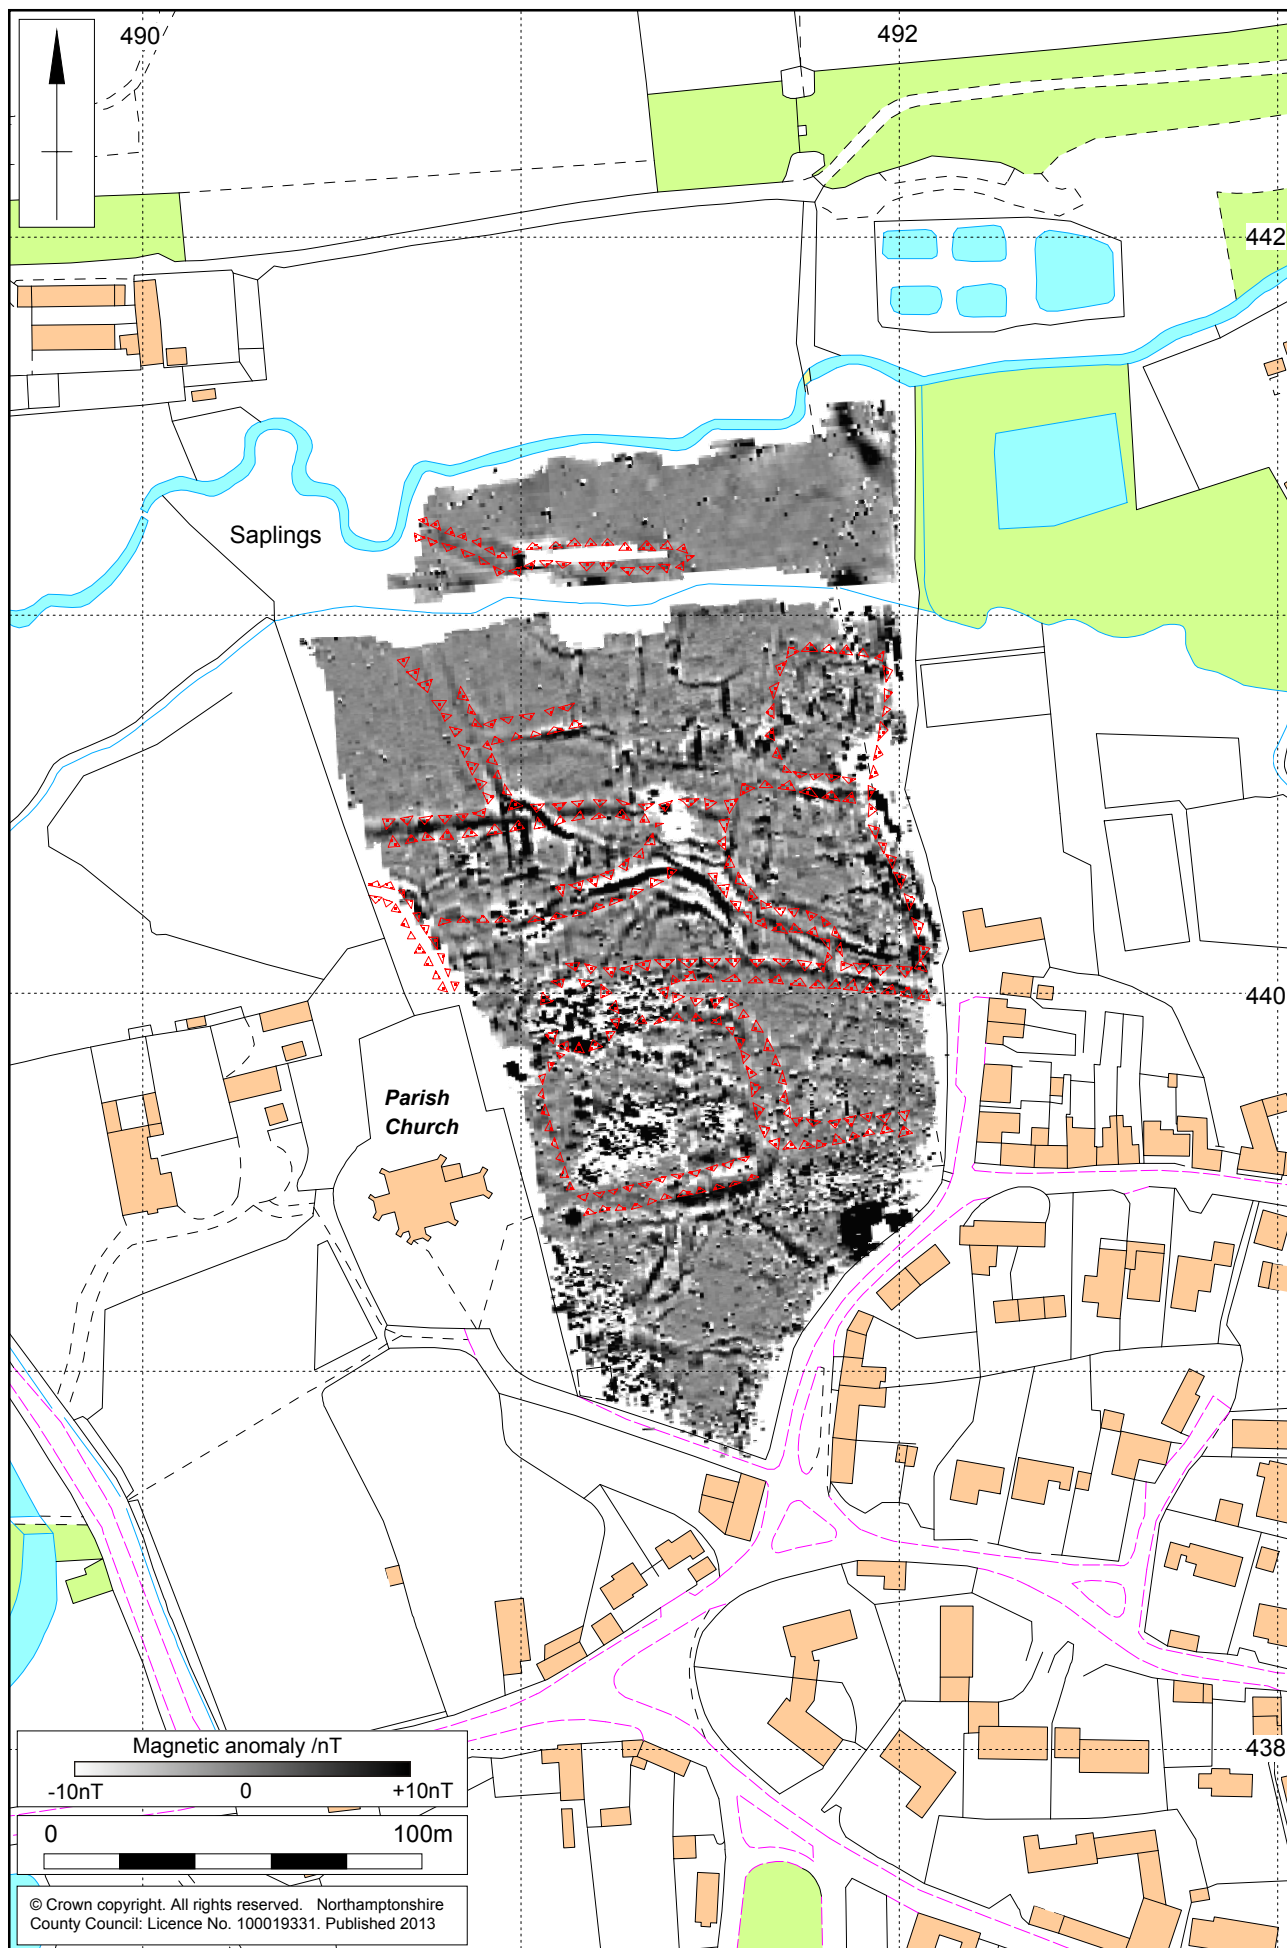 490
492
442
Saplings
440
Parish
Church
438
Magnetic anomaly /nT
-10nT
0
+10nT
0
100m
© Crown copyright. All rights reserved. Northamptonshire
County Council: Licence No. 100019331. Published 2013